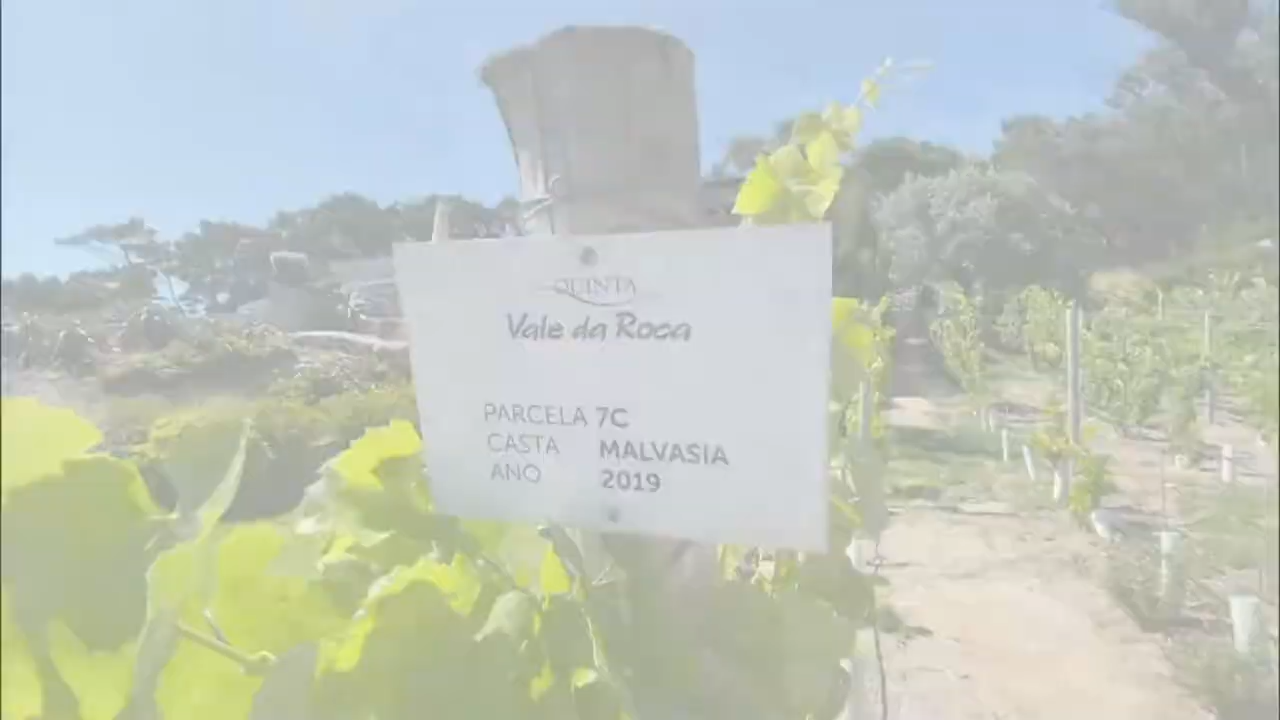 QUINTA
Vale da Roca
PARCELA 7C
CASTA MALVASIA
ANO 2019